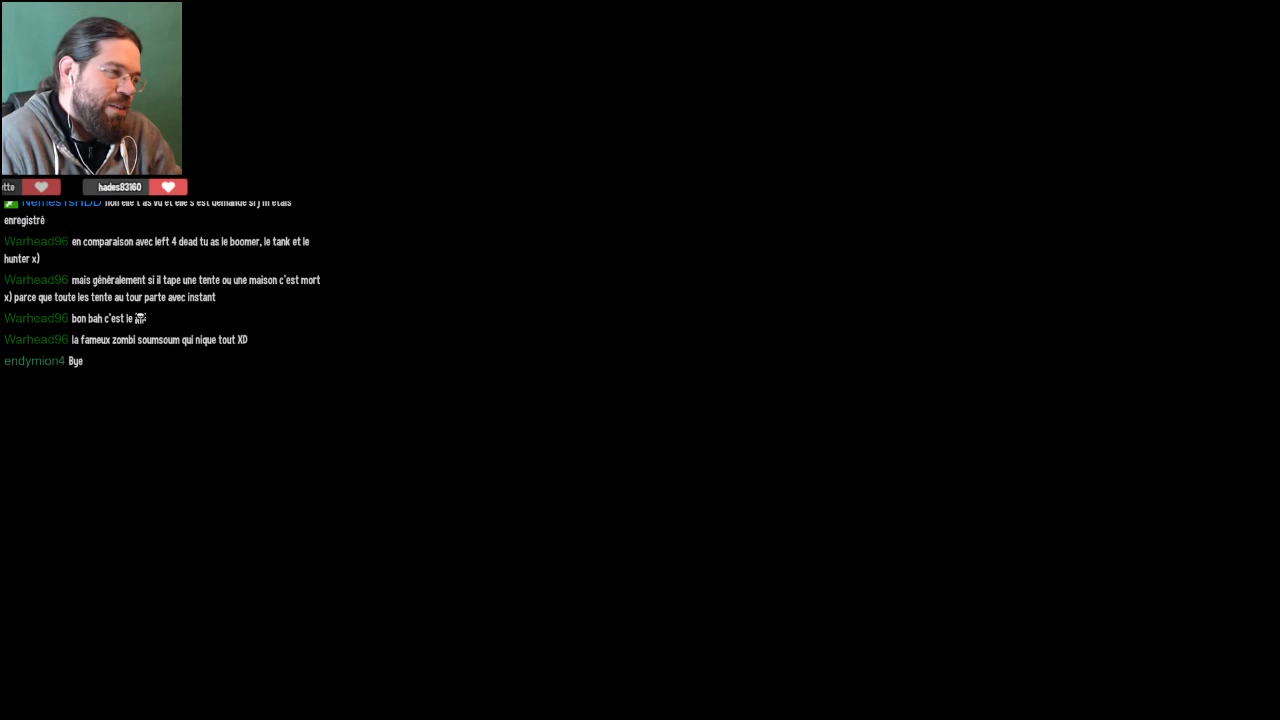 tte hades83160
Nemes1sHDD non elle t'as vu et elle s'est demandé si j'm'étais
enregistré
Warhead96 en comparaison avec left 4 dead tu as le boomer, le tank et le
hunter x)
Warhead96 mais généralement si il tape une tente ou une maison c'est mort
x) parce que toute les tente au tour parte avec instant
Warhead96 bon bah c'est le ☠
Warhead96 la fameux zombi soumsoum qui nique tout XD
endymion4 Bye